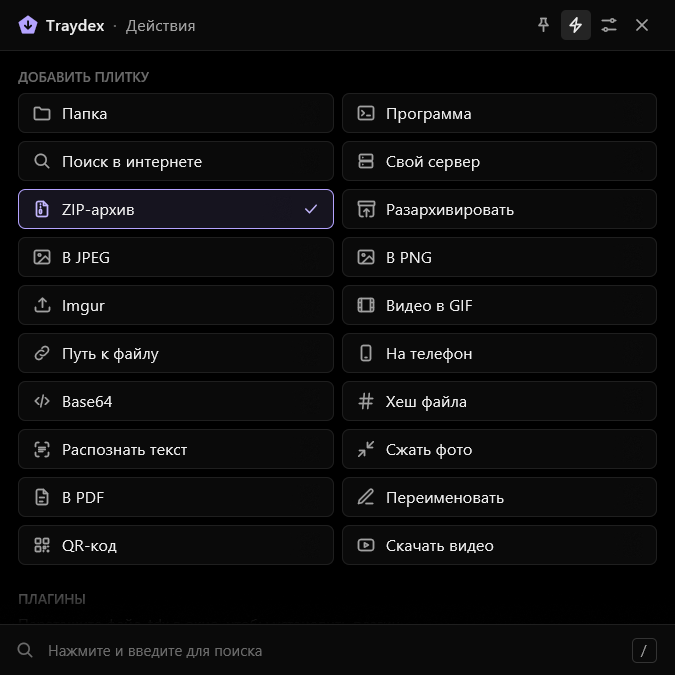 Traydex · Действия
ДОБАВИТЬ ПЛИТКУ
Папка
Программа
Поиск в интернете
Свой сервер
ZIP-архив
Разархивировать
В JPEG
В PNG
Imgur
Видео в GIF
Путь к файлу
На телефон
Base64
Хеш файла
Распознать текст
Сжать фото
В PDF
Переименовать
QR-код
Скачать видео
ПЛАГИНЫ
Нажмите и введите для поиска
/